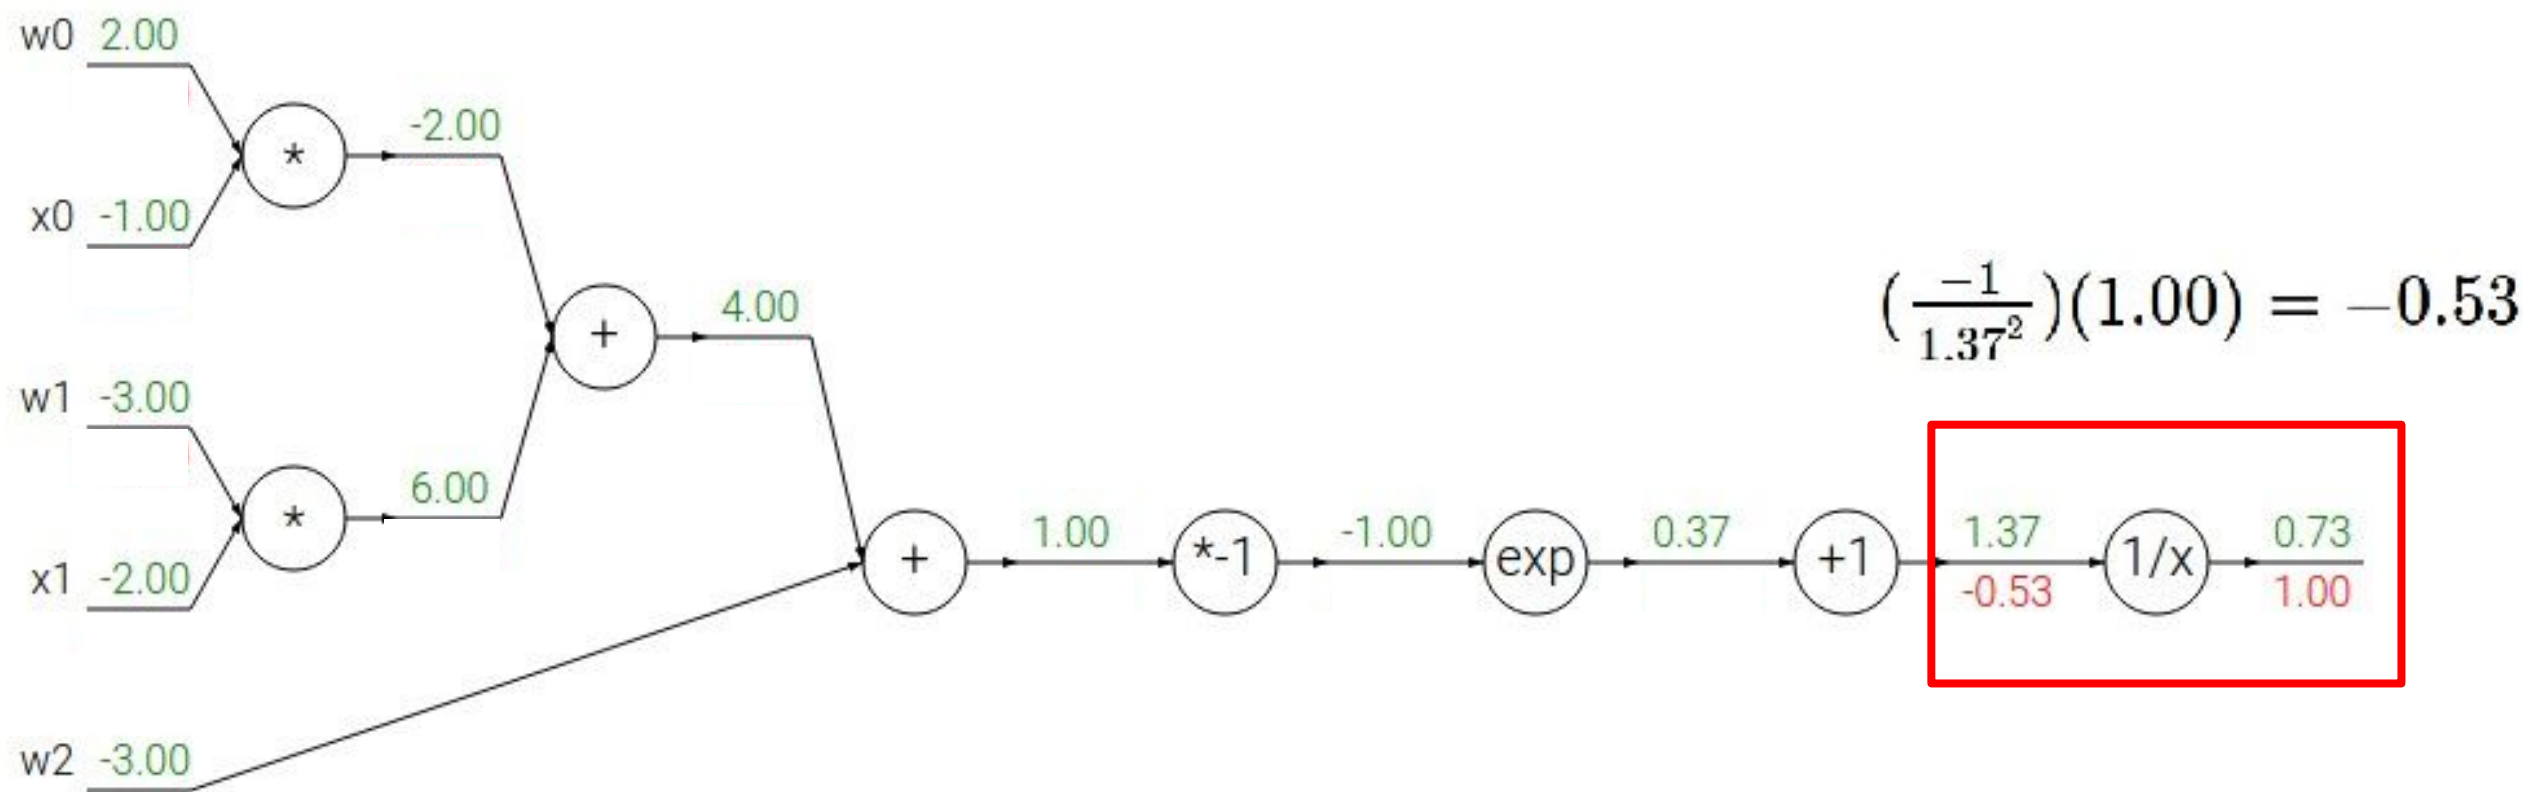 w0 2.00
*
-2.00
x0 -1.00
+
4.00
(-1/1.37²)(1.00) = −0.53
w1 -3.00
*
6.00
x1 -2.00
+
1.00
*-1
-1.00
exp
0.37
+1
1.37
-0.53
1/x
0.73
1.00
w2 -3.00